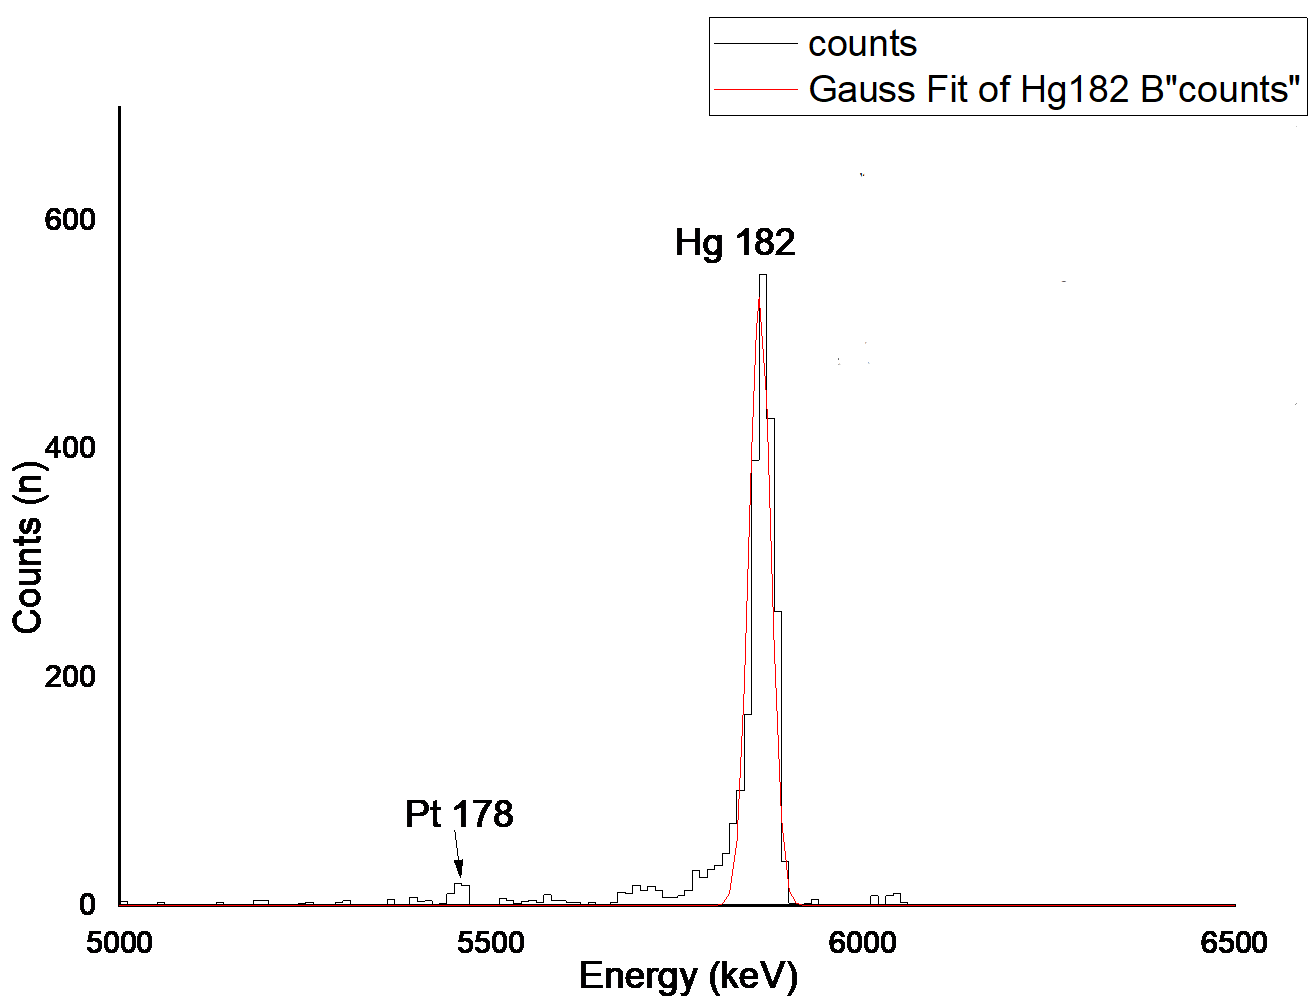 counts
Gauss Fit of Hg182 B"counts"
600
Hg 182
400
Counts (n)
200
Pt 178
0
5000 5500 6000 6500
Energy (keV)